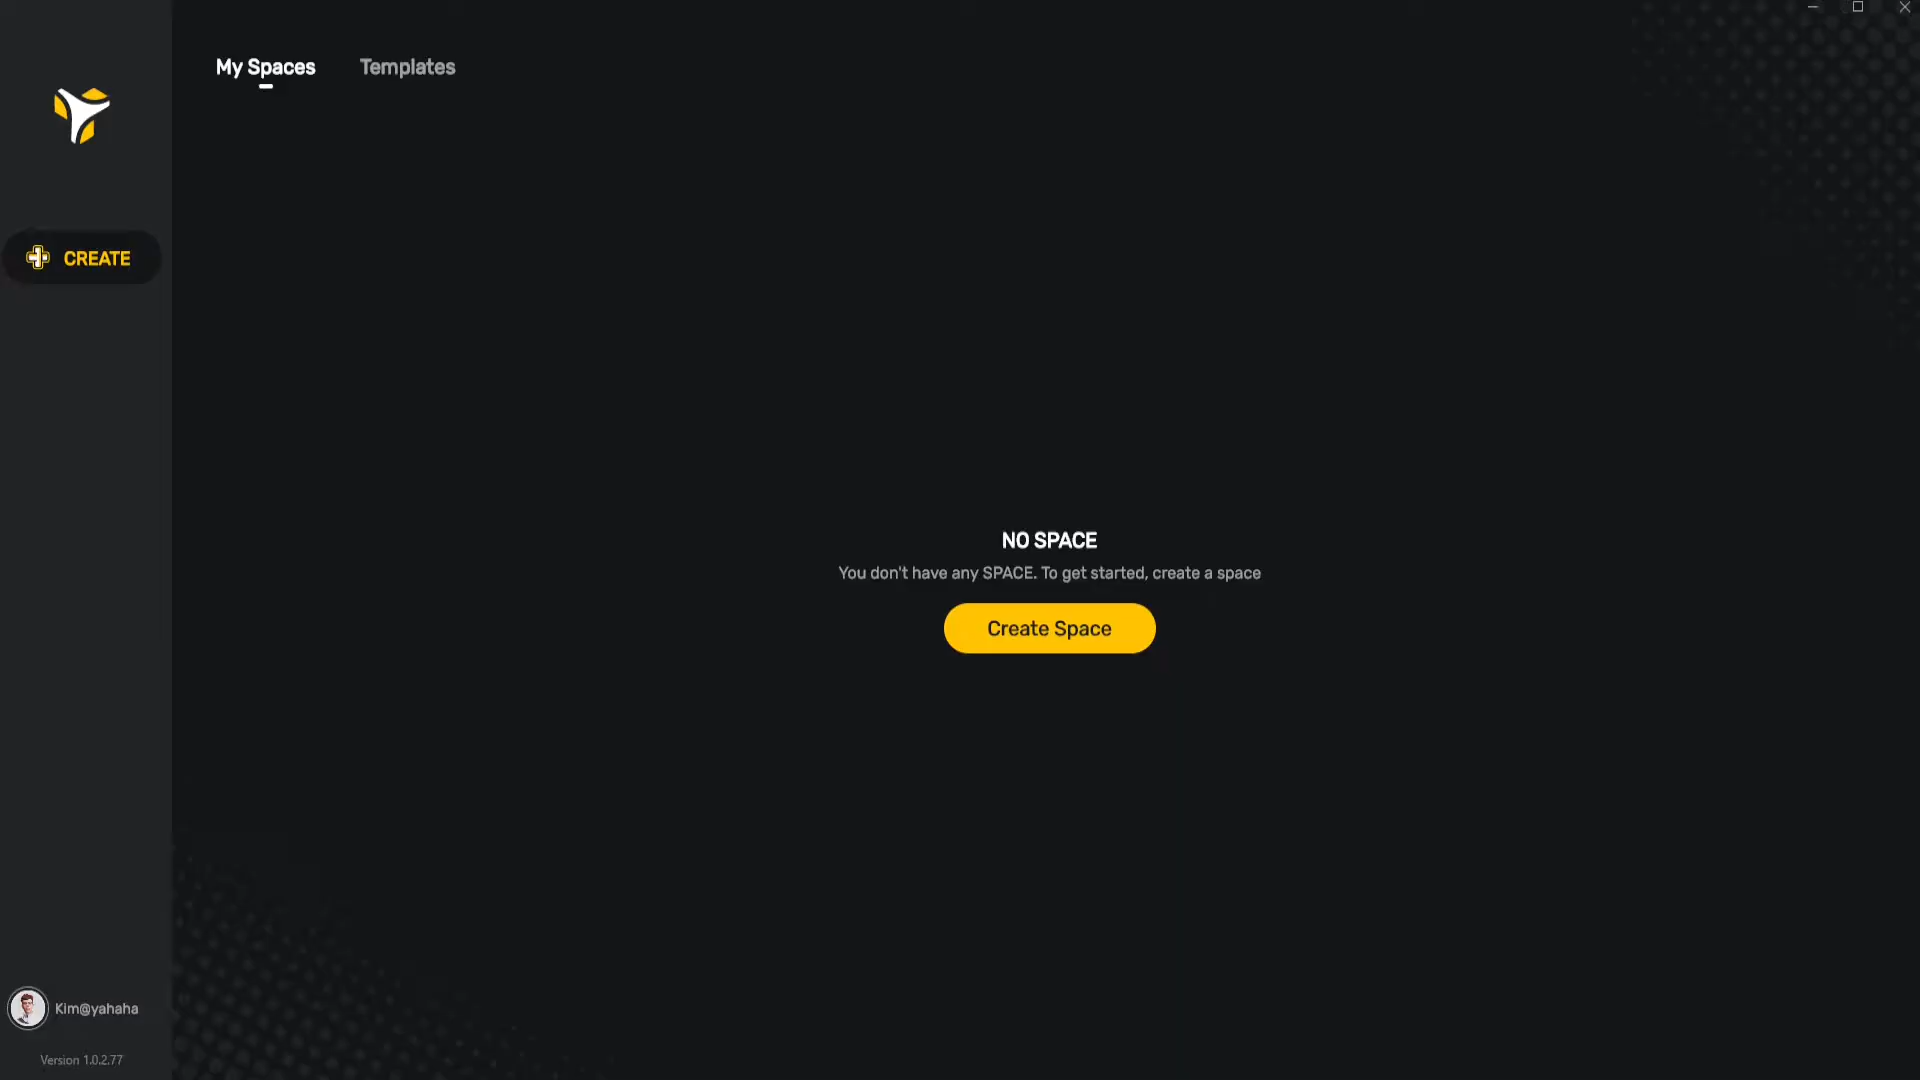 My Spaces
Templates
CREATE
NO SPACE
You don't have any SPACE. To get started, create a space
Create Space
Kim@yahaha
Version 1.0.2.77